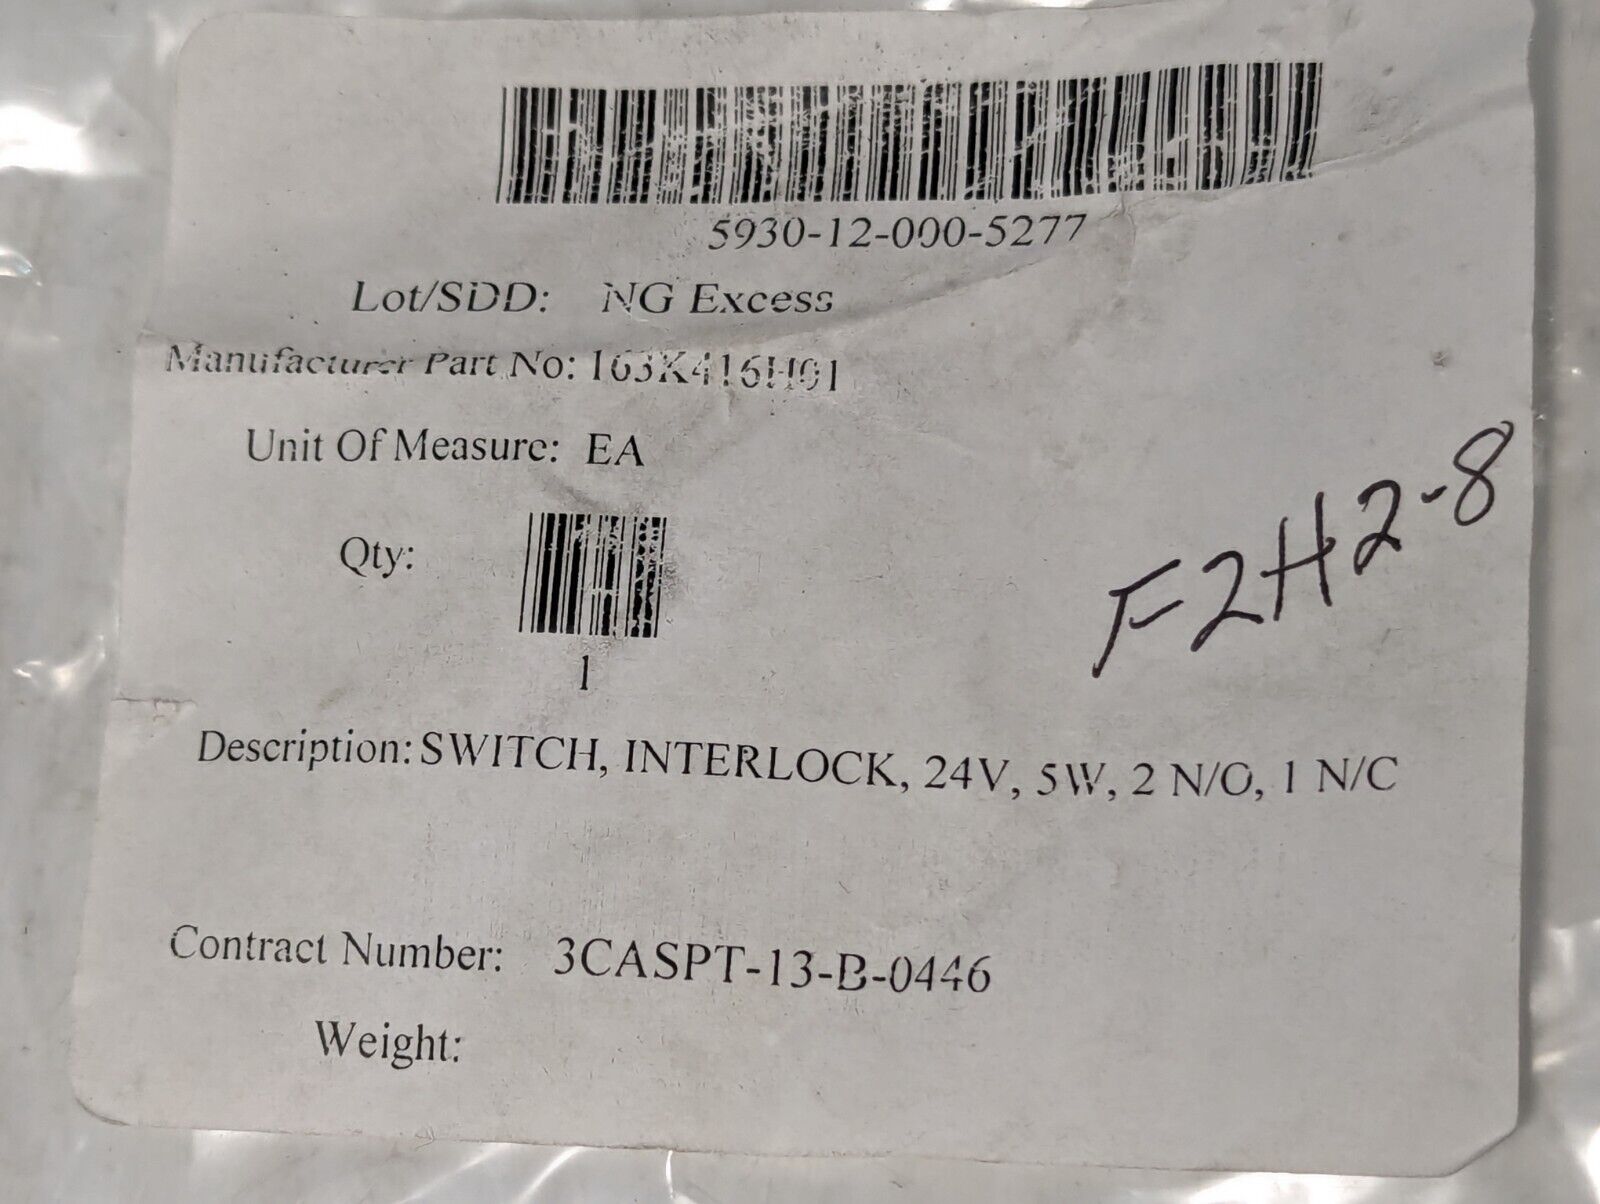 5930-12-000-5277
Lot/SDD: NG Excess
Manufacturer Part No: 163K416H01
Unit Of Measure: EA
Qty:
1
F2H2-8
Description: SWITCH, INTERLOCK, 24V, 5W, 2 N/O, 1 N/C
Contract Number: 3CASPT-13-B-0446
Weight: